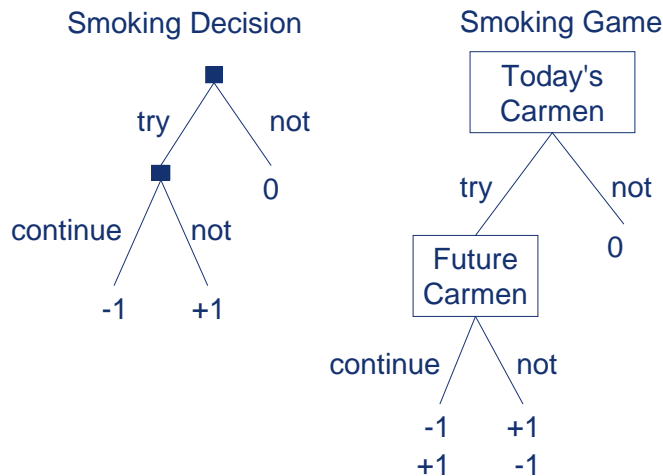 Smoking Decision
try
not
0
continue
not
-1
+1
Smoking Game
Today's
Carmen
try
not
0
Future
Carmen
continue
not
-1
+1
+1
-1